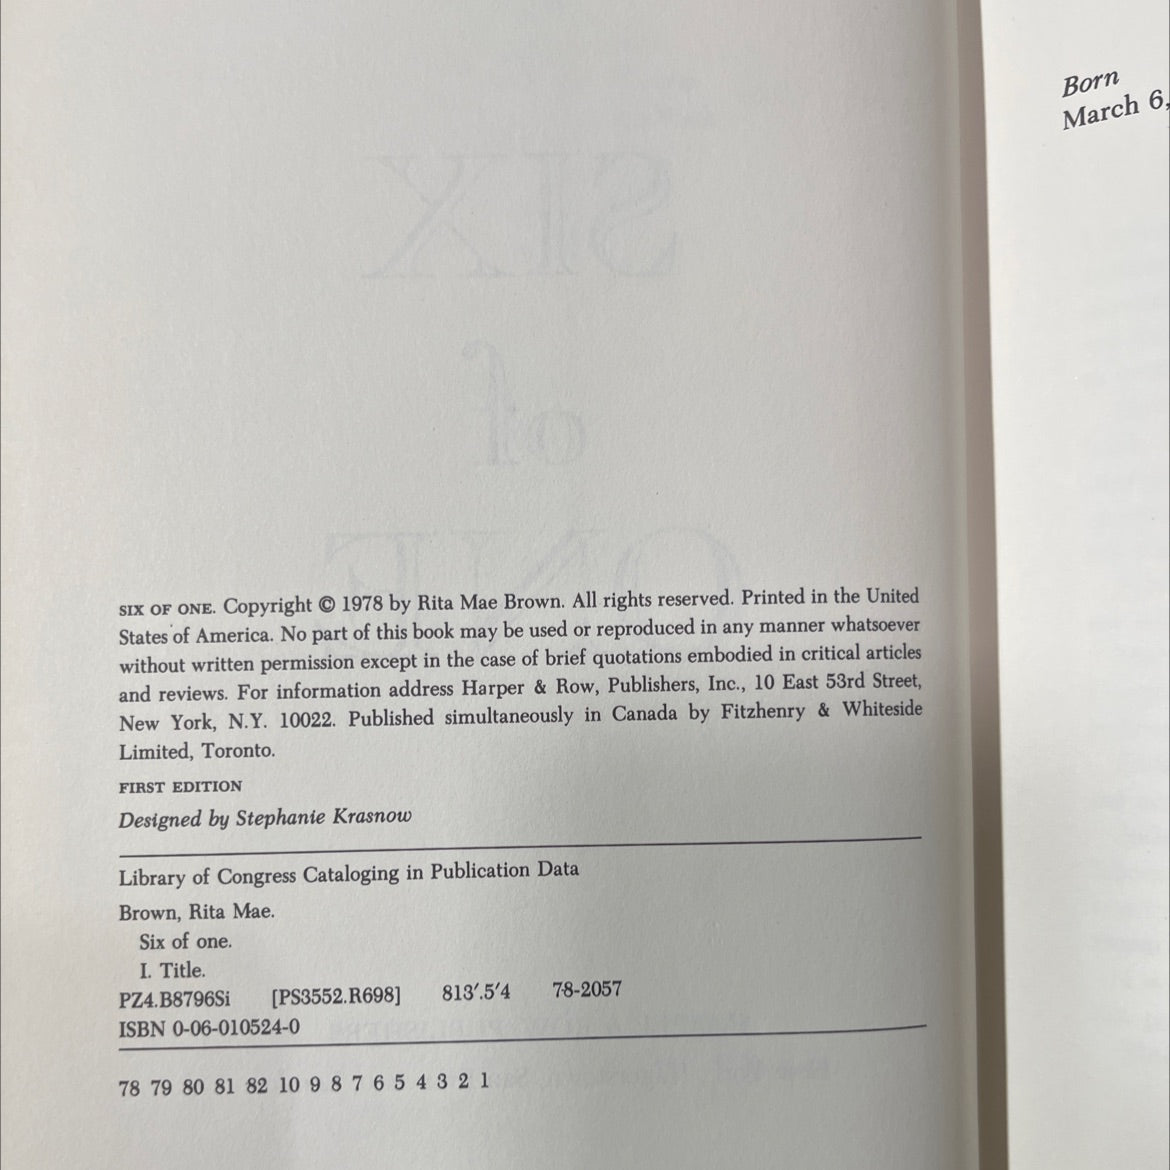 SIX
of
ONE
SIX OF ONE. Copyright © 1978 by Rita Mae Brown. All rights reserved. Printed in the United
States of America. No part of this book may be used or reproduced in any manner whatsoever
without written permission except in the case of brief quotations embodied in critical articles
and reviews. For information address Harper & Row, Publishers, Inc., 10 East 53rd Street,
New York, N.Y. 10022. Published simultaneously in Canada by Fitzhenry & Whiteside
Limited, Toronto.
FIRST EDITION
Designed by Stephanie Krasnow
Library of Congress Cataloging in Publication Data
Brown, Rita Mae.
Six of one.
I. Title.
PZ4.B8796Si [PS3552.R698] 813′.5′4 78-2057
ISBN 0-06-010524-0
78 79 80 81 82 10 9 8 7 6 5 4 3 2 1
Born
March 6,